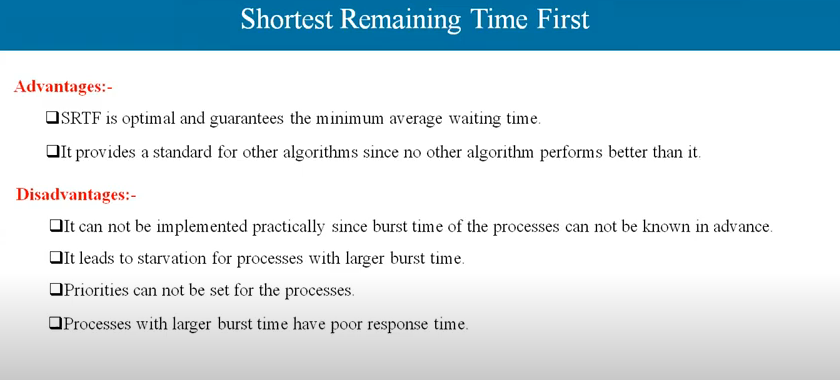 Shortest Remaining Time First
Advantages:-
❑SRTF is optimal and guarantees the minimum average waiting time.
❑It provides a standard for other algorithms since no other algorithm performs better than it.
Disadvantages:-
❑It can not be implemented practically since burst time of the processes can not be known in advance.
❑It leads to starvation for processes with larger burst time.
❑Priorities can not be set for the processes.
❑Processes with larger burst time have poor response time.